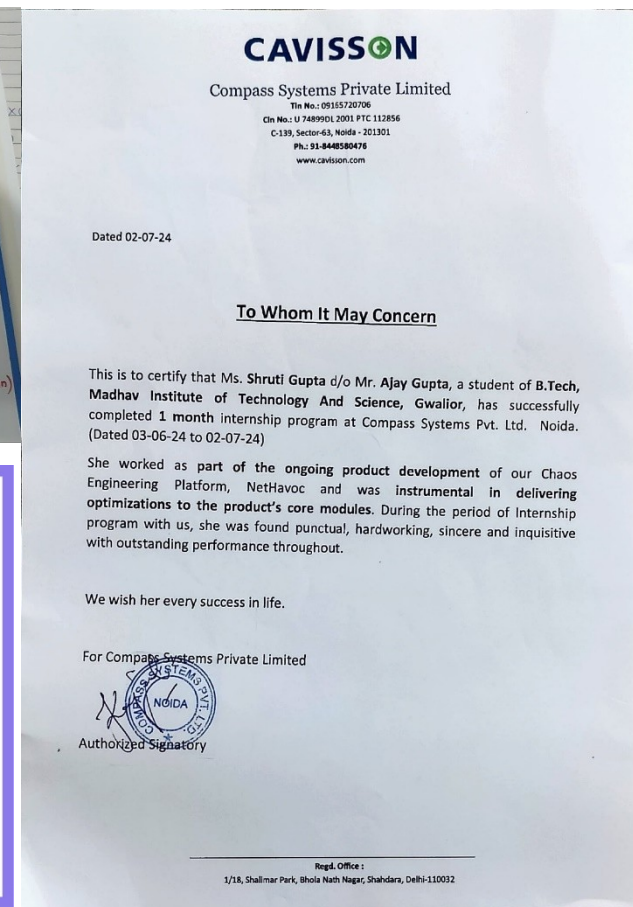 CAVISSON
Compass Systems Private Limited
Tin No.: 09165720706
Cin No.: U 74899DL 2001 PTC 112856
C-139, Sector-63, Noida - 201301
Ph.: 91-8448580476
www.cavisson.com
Dated 02-07-24
To Whom It May Concern
This is to certify that Ms. Shruti Gupta d/o Mr. Ajay Gupta, a student of B.Tech,
Madhav Institute of Technology And Science, Gwalior, has successfully
completed 1 month internship program at Compass Systems Pvt. Ltd. Noida.
(Dated 03-06-24 to 02-07-24)
She worked as part of the ongoing product development of our Chaos
Engineering Platform, NetHavoc and was instrumental in delivering
optimizations to the product's core modules. During the period of Internship
program with us, she was found punctual, hardworking, sincere and inquisitive
with outstanding performance throughout.
We wish her every success in life.
For Compass Systems Private Limited
COMPASS SYSTEMS PVT. LTD.
NOIDA
Authorized Signatory
Regd. Office :
1/18, Shalimar Park, Bhola Nath Nagar, Shahdara, Delhi-110032